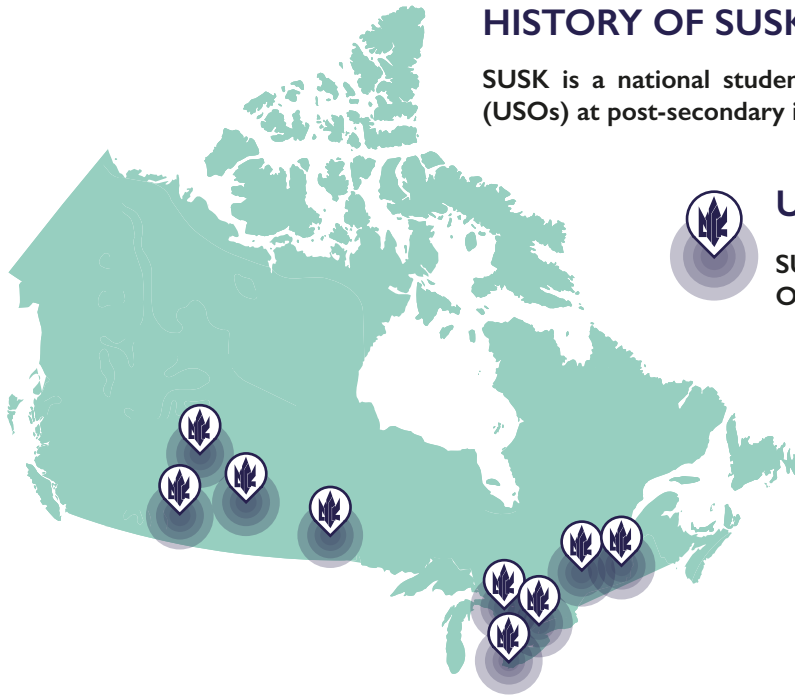 HISTORY OF SUSK
SUSK is a national studen
(USOs) at post-secondary i
U
SU
O